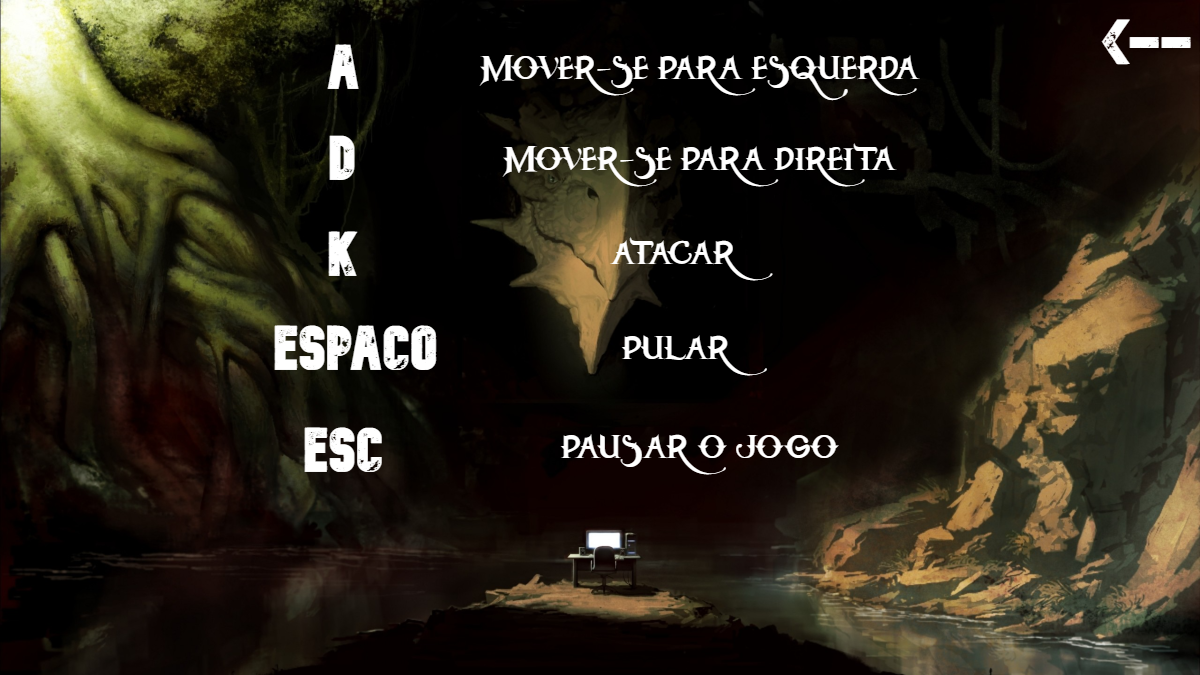 A MOVER-SE PARA ESQUERDA
D MOVER-SE PARA DIREITA
K ATACAR
ESPACO PULAR
ESC PAUSAR O JOGO